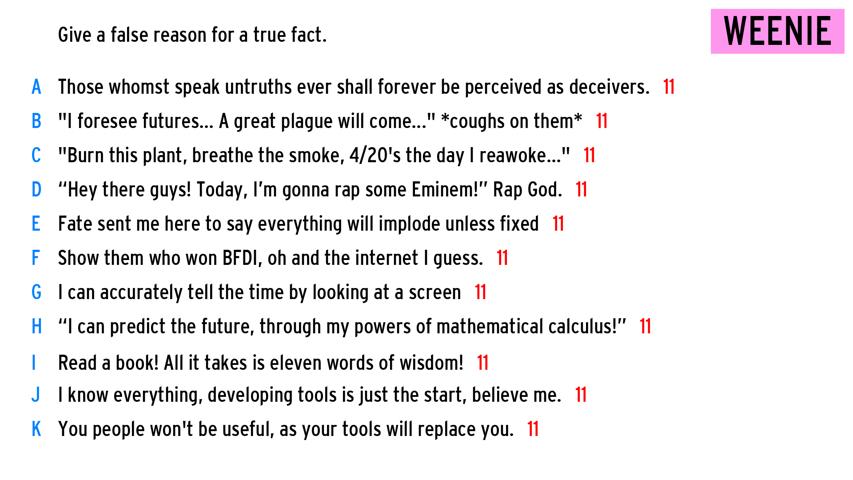 Give a false reason for a true fact.
WEENIE
A Those whomst speak untruths ever shall forever be perceived as deceivers. 11
B "I foresee futures... A great plague will come..." *coughs on them* 11
C "Burn this plant, breathe the smoke, 4/20's the day I reawoke..." 11
D “Hey there guys! Today, I’m gonna rap some Eminem!” Rap God. 11
E Fate sent me here to say everything will implode unless fixed 11
F Show them who won BFDI, oh and the internet I guess. 11
G I can accurately tell the time by looking at a screen 11
H “I can predict the future, through my powers of mathematical calculus!” 11
I Read a book! All it takes is eleven words of wisdom! 11
J I know everything, developing tools is just the start, believe me. 11
K You people won't be useful, as your tools will replace you. 11